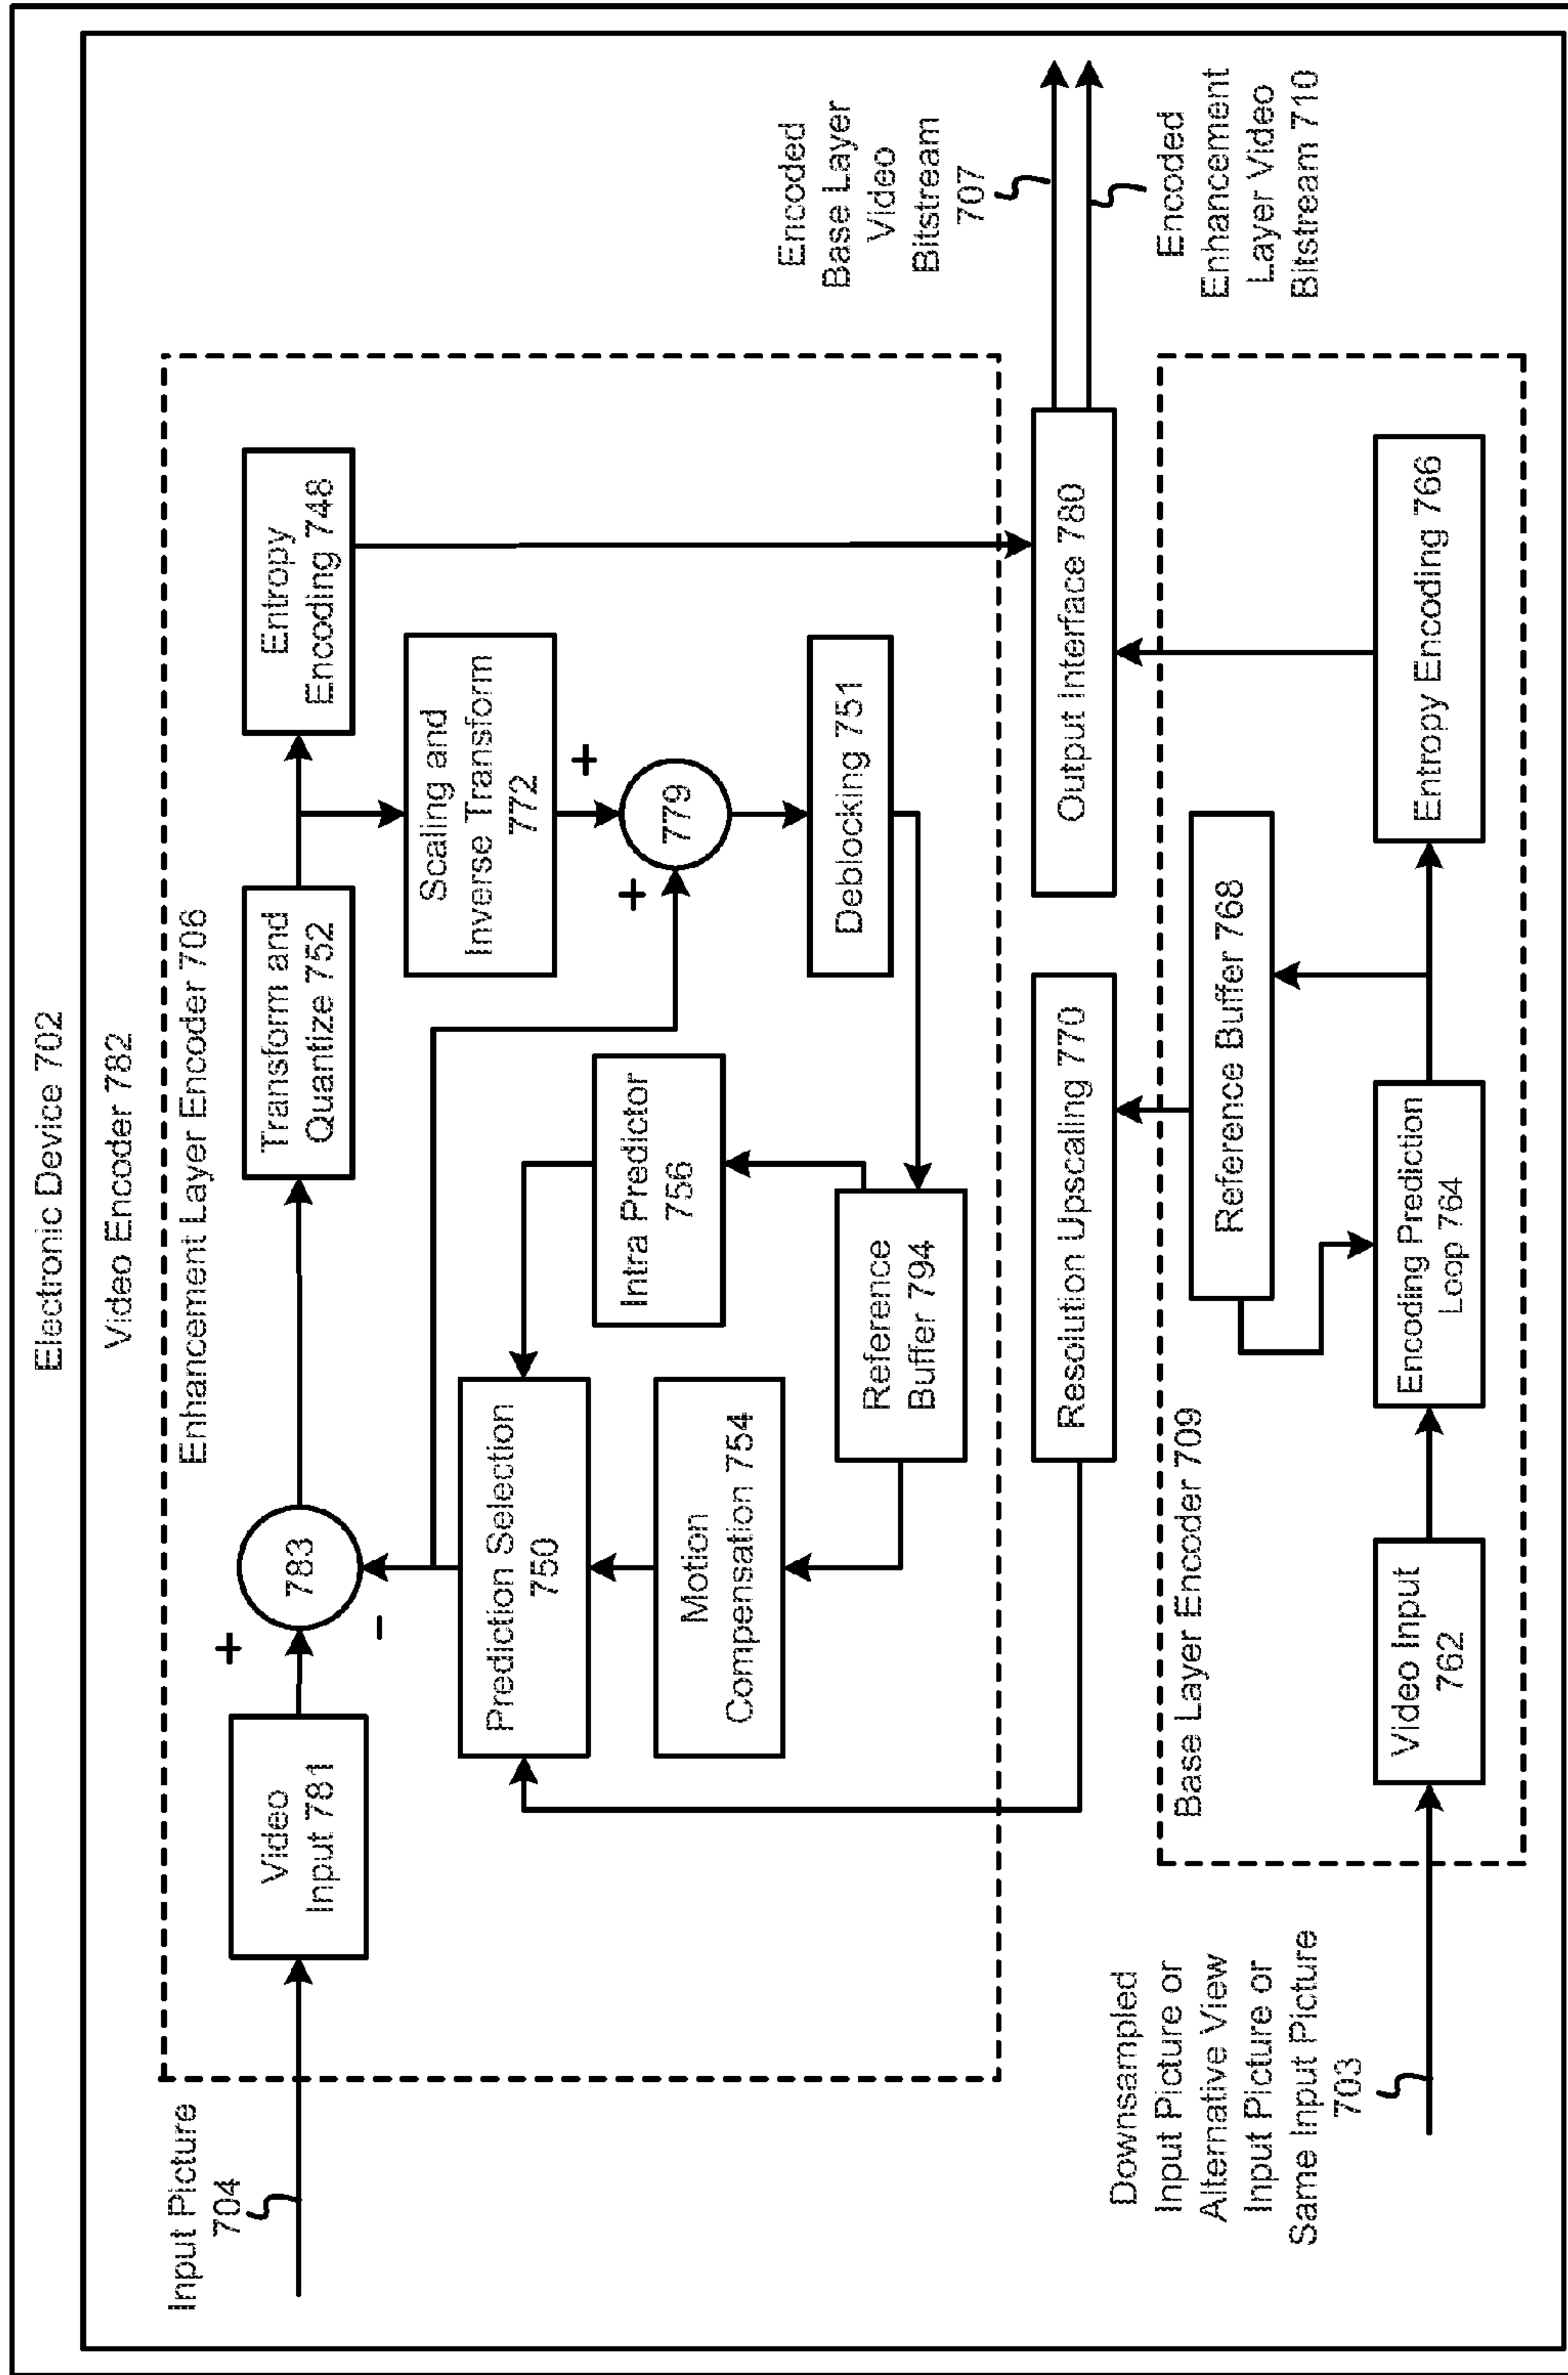 Electronic Device 702
Video Encoder 782
Enhancement Layer Encoder 706
Input Picture
704
Video
Input 781
+
-
783
Transform and
Quantize 752
Entropy
Encoding 748
Scaling and
Inverse Transform
772
+
+
779
Prediction Selection
750
Intra Predictor
756
Deblocking 751
Motion
Compensation 754
Reference
Buffer 794
Encoded
Base Layer
Video
Bitstream
707
Resolution Upscaling 770
Output Interface 780
Encoded
Enhancement
Layer Video
Bitstream 710
Base Layer Encoder 709
Downsampled
Input Picture or
Alternative View
Input Picture or
Same Input Picture
703
Reference Buffer 768
Video Input
762
Encoding Prediction
Loop 764
Entropy Encoding 766